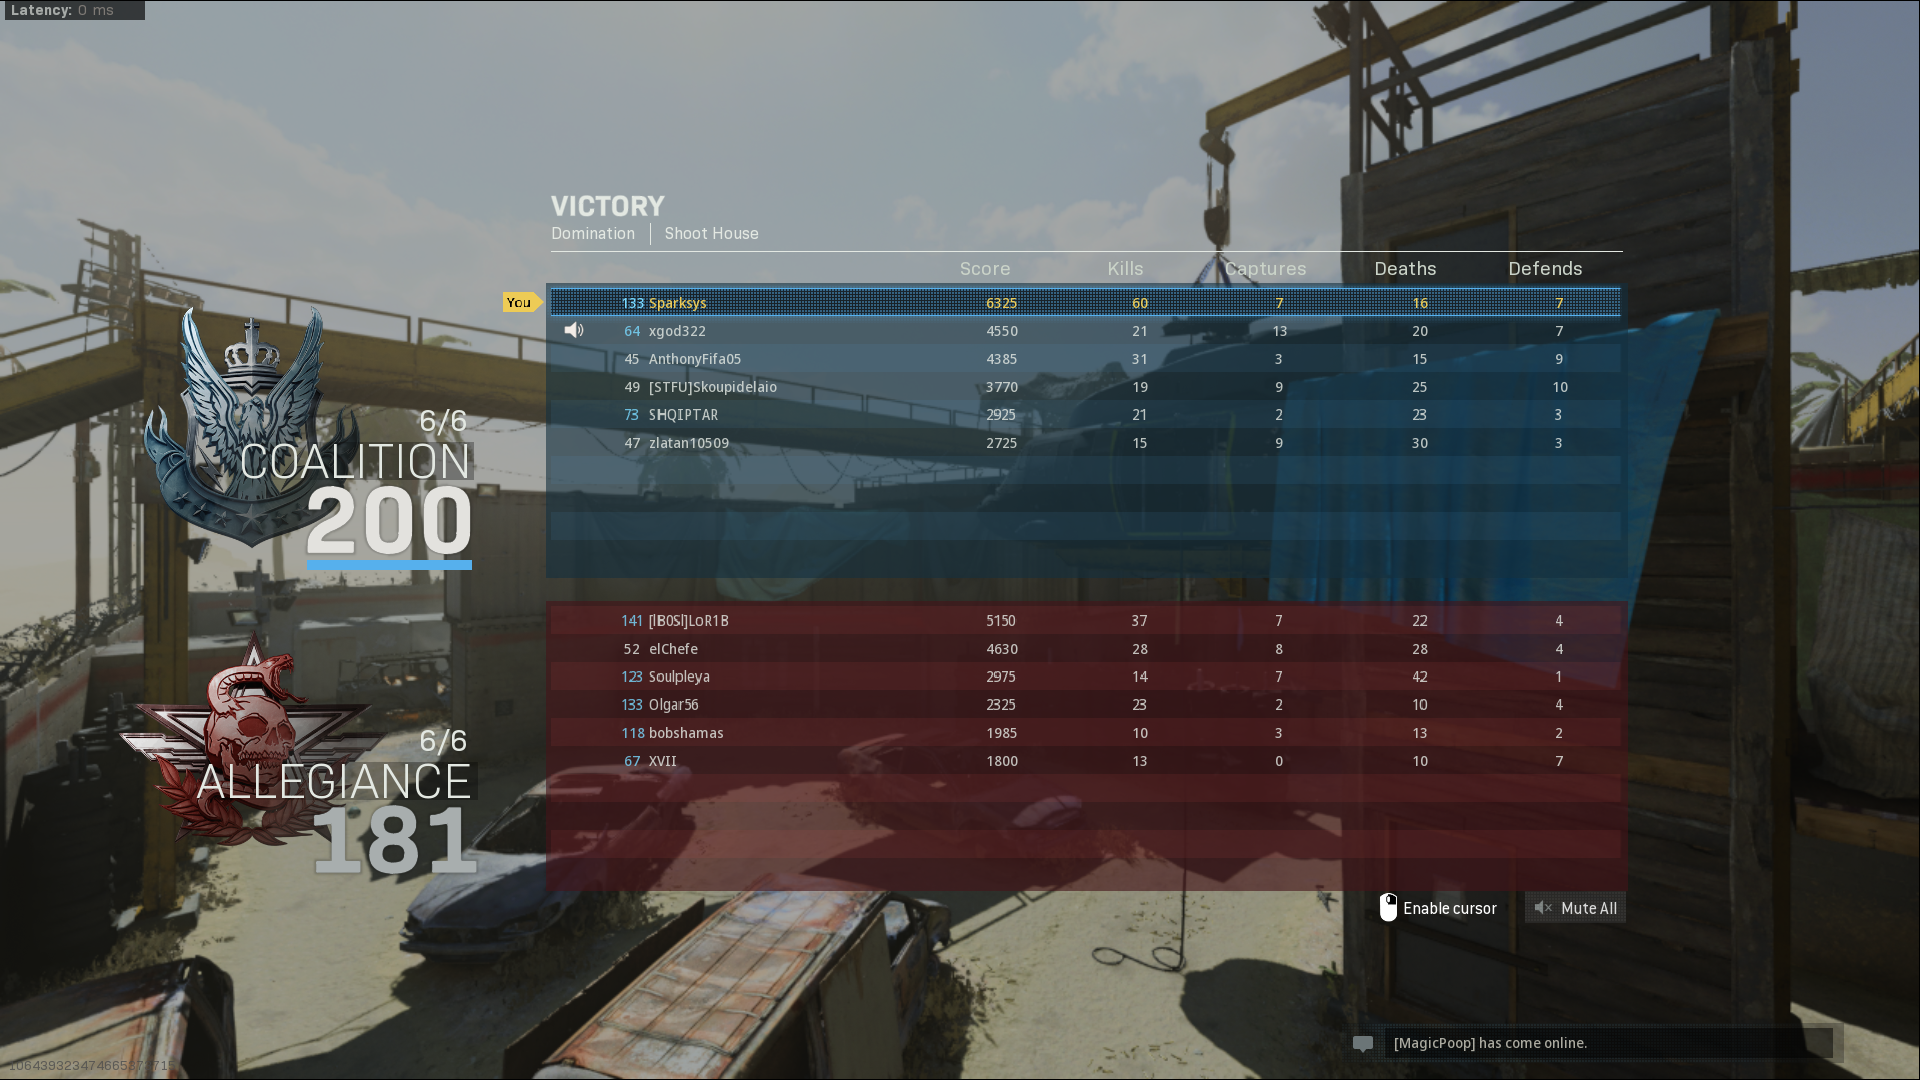 Latency: 0 ms
VICTORY
Domination | Shoot House
Score Kills Captures Deaths Defends
You 133 Sparksys 6325 60 7 16 7
64 xgod322 4550 21 13 20 7
45 AnthonyFifa05 4385 31 3 15 9
49 [STFU]Skoupidelaio 3770 19 9 25 10
73 SHQIPTAR 2925 21 2 23 3
47 zlatan10509 2725 15 9 30 3
6/6
COALITION
200
141 [lB0Sl]LoR1B 5150 37 7 22 4
52 elChefe 4630 28 8 28 4
123 Soulpleya 2975 14 7 42 1
133 Olgar56 2325 23 2 10 4
118 bobshamas 1985 10 3 13 2
67 XVII 1800 13 0 10 7
6/6
ALLEGIANCE
181
Enable cursor
Mute All
[MagicPoop] has come online.